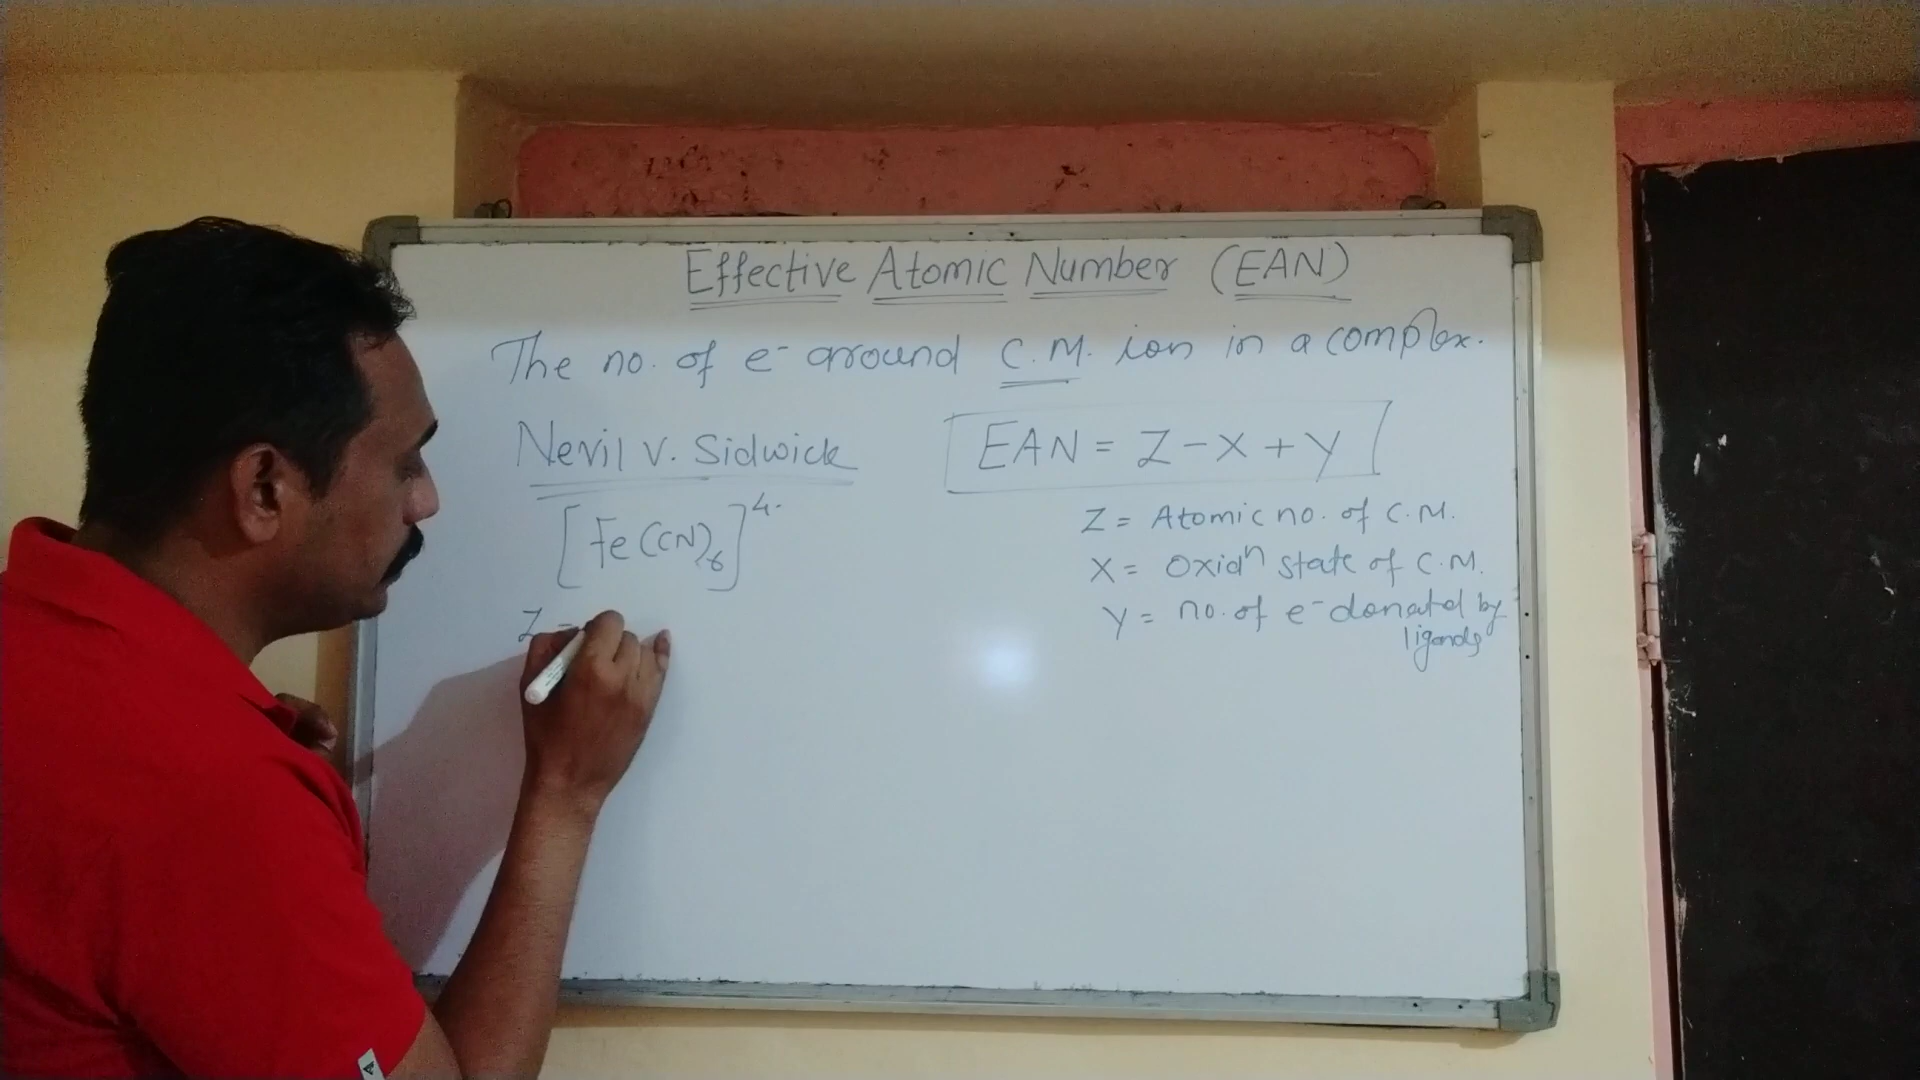 Effective Atomic Number (EAN)
The no. of e- around C.M. ion in a complex.
Nevil V. Sidwick
EAN = Z - X + Y
[Fe(CN)6]4-
Z = Atomic no. of C.M.
X = Oxidn state of C.M.
Y = no. of e- donated by
ligands
Z =